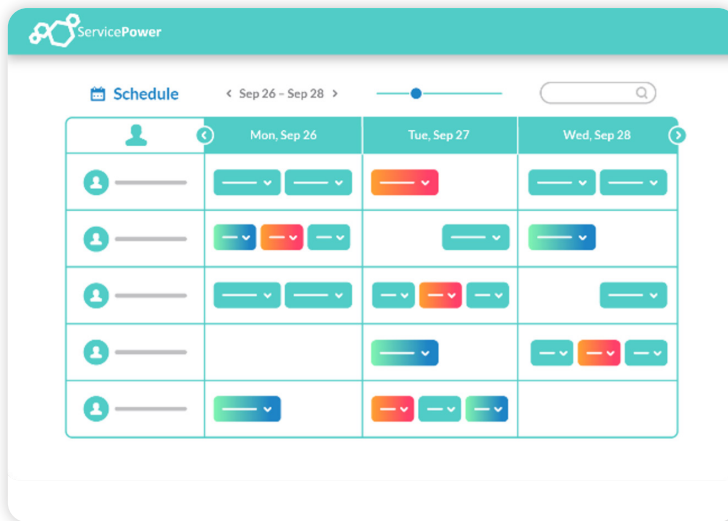 ServicePower
Schedule
Sep 26 – Sep 28
Mon, Sep 26
Tue, Sep 27
Wed, Sep 28